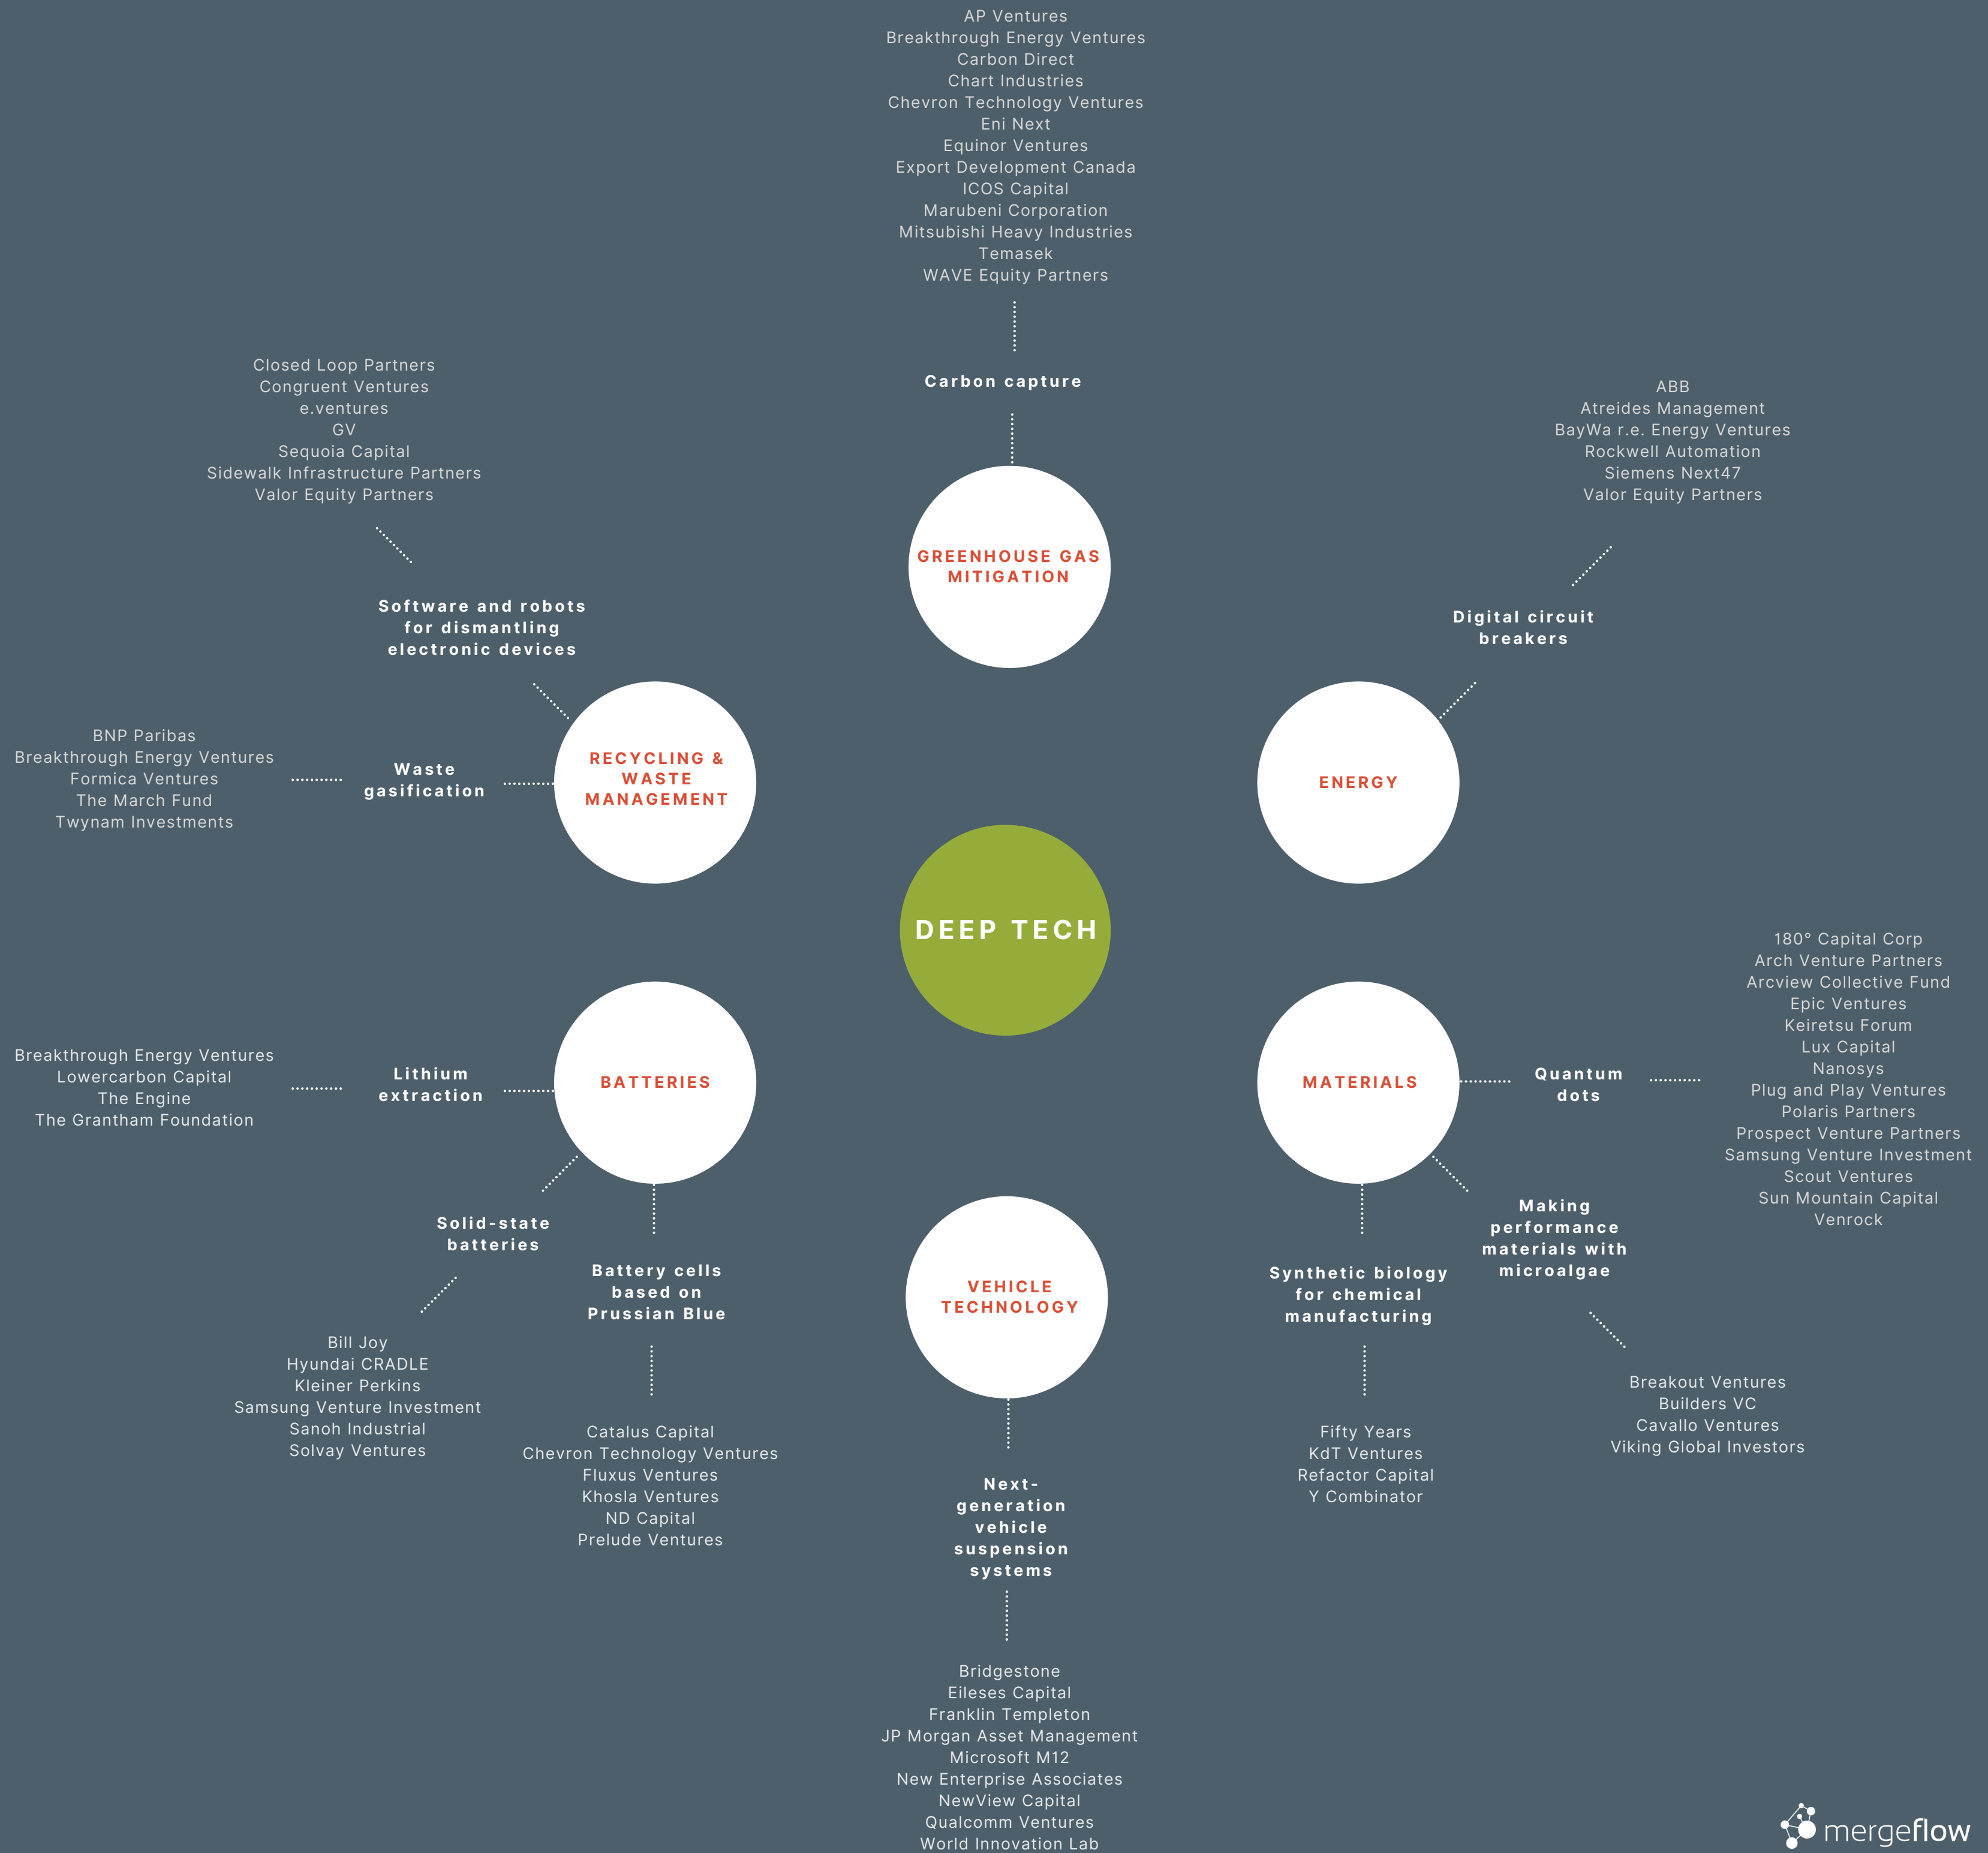 AP Ventures
Breakthrough Energy Ventures
Carbon Direct
Chart Industries
Chevron Technology Ventures
Eni Next
Equinor Ventures
Export Development Canada
ICOS Capital
Marubeni Corporation
Mitsubishi Heavy Industries
Temasek
WAVE Equity Partners
Carbon capture
GREENHOUSE GAS
MITIGATION
Closed Loop Partners
Congruent Ventures
e.ventures
GV
Sequoia Capital
Sidewalk Infrastructure Partners
Valor Equity Partners
Software and robots
for dismantling
electronic devices
BNP Paribas
Breakthrough Energy Ventures
Formica Ventures
The March Fund
Twynam Investments
Waste
gasification
RECYCLING &
WASTE
MANAGEMENT
ABB
Atreides Management
BayWa r.e. Energy Ventures
Rockwell Automation
Siemens Next47
Valor Equity Partners
Digital circuit
breakers
ENERGY
DEEP TECH
Breakthrough Energy Ventures
Lowercarbon Capital
The Engine
The Grantham Foundation
Lithium
extraction
BATTERIES
Solid-state
batteries
Bill Joy
Hyundai CRADLE
Kleiner Perkins
Samsung Venture Investment
Sanoh Industrial
Solvay Ventures
Battery cells
based on
Prussian Blue
Catalus Capital
Chevron Technology Ventures
Fluxus Ventures
Khosla Ventures
ND Capital
Prelude Ventures
VEHICLE
TECHNOLOGY
Next-
generation
vehicle
suspension
systems
Bridgestone
Eileses Capital
Franklin Templeton
JP Morgan Asset Management
Microsoft M12
New Enterprise Associates
NewView Capital
Qualcomm Ventures
World Innovation Lab
MATERIALS
Quantum
dots
180° Capital Corp
Arch Venture Partners
Arcview Collective Fund
Epic Ventures
Keiretsu Forum
Lux Capital
Nanosys
Plug and Play Ventures
Polaris Partners
Prospect Venture Partners
Samsung Venture Investment
Scout Ventures
Sun Mountain Capital
Venrock
Making
performance
materials with
microalgae
Breakout Ventures
Builders VC
Cavallo Ventures
Viking Global Investors
Synthetic biology
for chemical
manufacturing
Fifty Years
KdT Ventures
Refactor Capital
Y Combinator
mergeflow